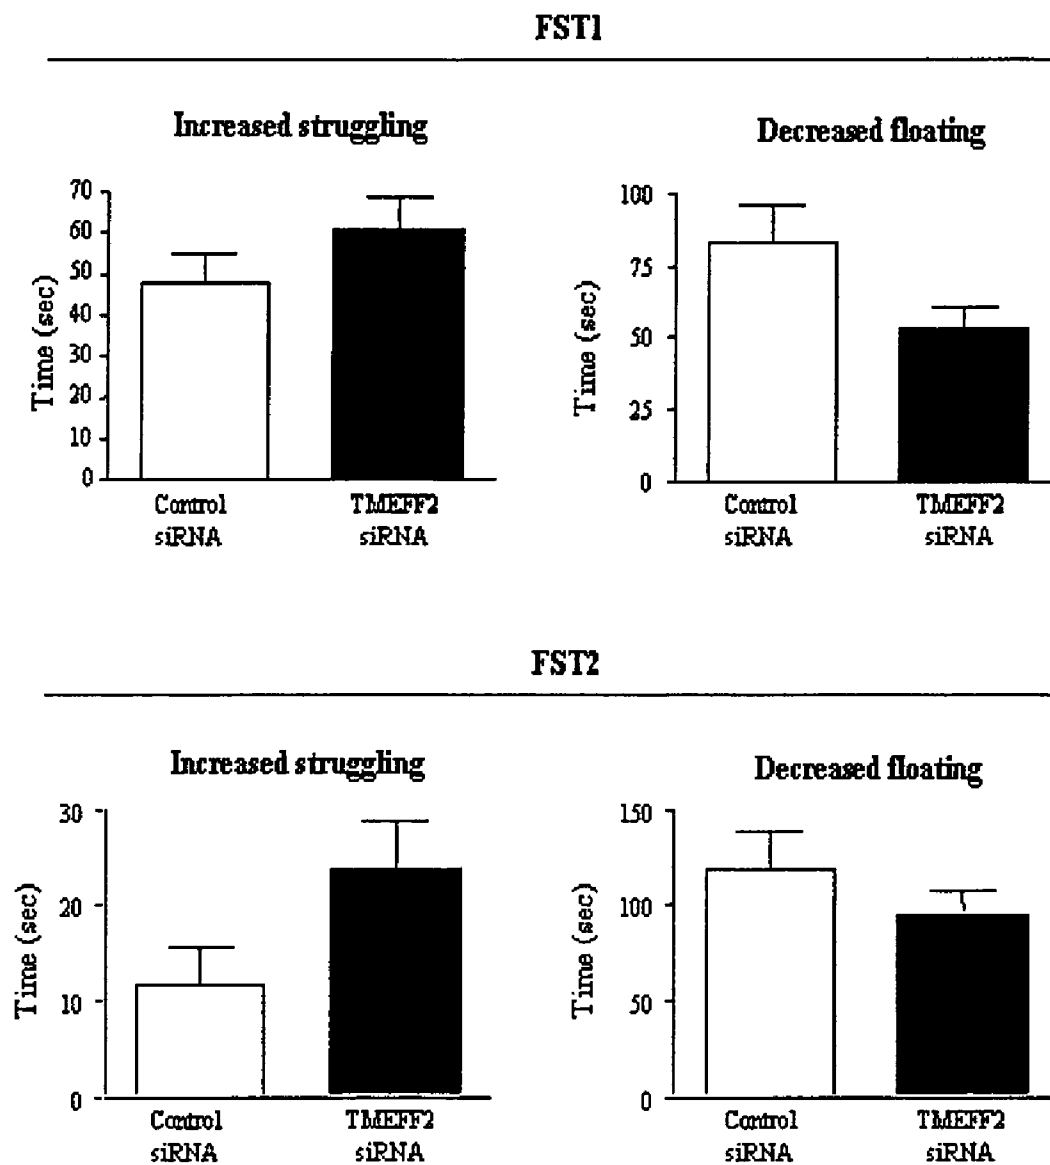 FST1
Increased struggling
Decreased floating
Time (sec)
70
60
50
40
30
20
10
0
Control
siRNA
TMEFF2
siRNA
Time (sec)
100
75
50
25
0
Control
siRNA
TMEFF2
siRNA
FST2
Increased struggling
Decreased floating
Time (sec)
30
20
10
0
Control
siRNA
TMEFF2
siRNA
Time (sec)
150
100
50
0
Control
siRNA
TMEFF2
siRNA